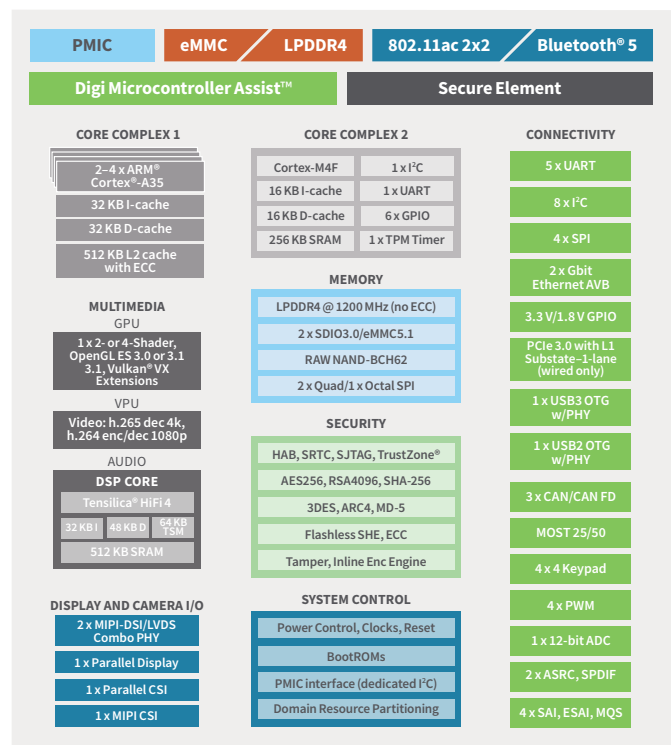 PMIC
eMMC
LPDDR4
802.11ac 2x2
Bluetooth® 5
Digi Microcontroller Assist™
Secure Element
CORE COMPLEX 1
2–4 x ARM®
Cortex®-A35
32 KB I-cache
32 KB D-cache
512 KB L2 cache
with ECC
MULTIMEDIA
GPU
1 x 2- or 4-Shader,
OpenGL ES 3.0 or 3.1
3.1, Vulkan® VX
Extensions
VPU
Video: h.265 dec 4k,
h.264 enc/dec 1080p
AUDIO
DSP CORE
Tensilica® HiFi 4
32 KB I
48 KB D
64 KB
TSM
512 KB SRAM
DISPLAY AND CAMERA I/O
2 x MIPI-DSI/LVDS
Combo PHY
1 x Parallel Display
1 x Parallel CSI
1 x MIPI CSI
CORE COMPLEX 2
Cortex-M4F
1 x I²C
16 KB I-cache
1 x UART
16 KB D-cache
6 x GPIO
256 KB SRAM
1 x TPM Timer
MEMORY
LPDDR4 @ 1200 MHz (no ECC)
2 x SDIO3.0/eMMC5.1
RAW NAND-BCH62
2 x Quad/1 x Octal SPI
SECURITY
HAB, SRTC, SJTAG, TrustZone®
AES256, RSA4096, SHA-256
3DES, ARC4, MD-5
Flashless SHE, ECC
Tamper, Inline Enc Engine
SYSTEM CONTROL
Power Control, Clocks, Reset
BootROMs
PMIC interface (dedicated I²C)
Domain Resource Partitioning
CONNECTIVITY
5 x UART
8 x I²C
4 x SPI
2 x Gbit
Ethernet AVB
3.3 V/1.8 V GPIO
PCIe 3.0 with L1
Substate–1-lane
(wired only)
1 x USB3 OTG
w/PHY
1 x USB2 OTG
w/PHY
3 x CAN/CAN FD
MOST 25/50
4 x 4 Keypad
4 x PWM
1 x 12-bit ADC
2 x ASRC, SPDIF
4 x SAI, ESAI, MQS